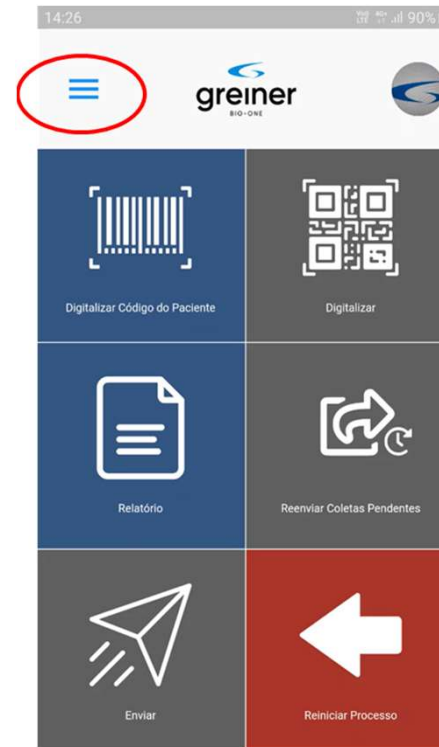 14:26
90%
greiner
BIO-ONE
Digitalizar Código do Paciente
Digitalizar
Relatório
Reenviar Coletas Pendentes
Enviar
Reiniciar Processo